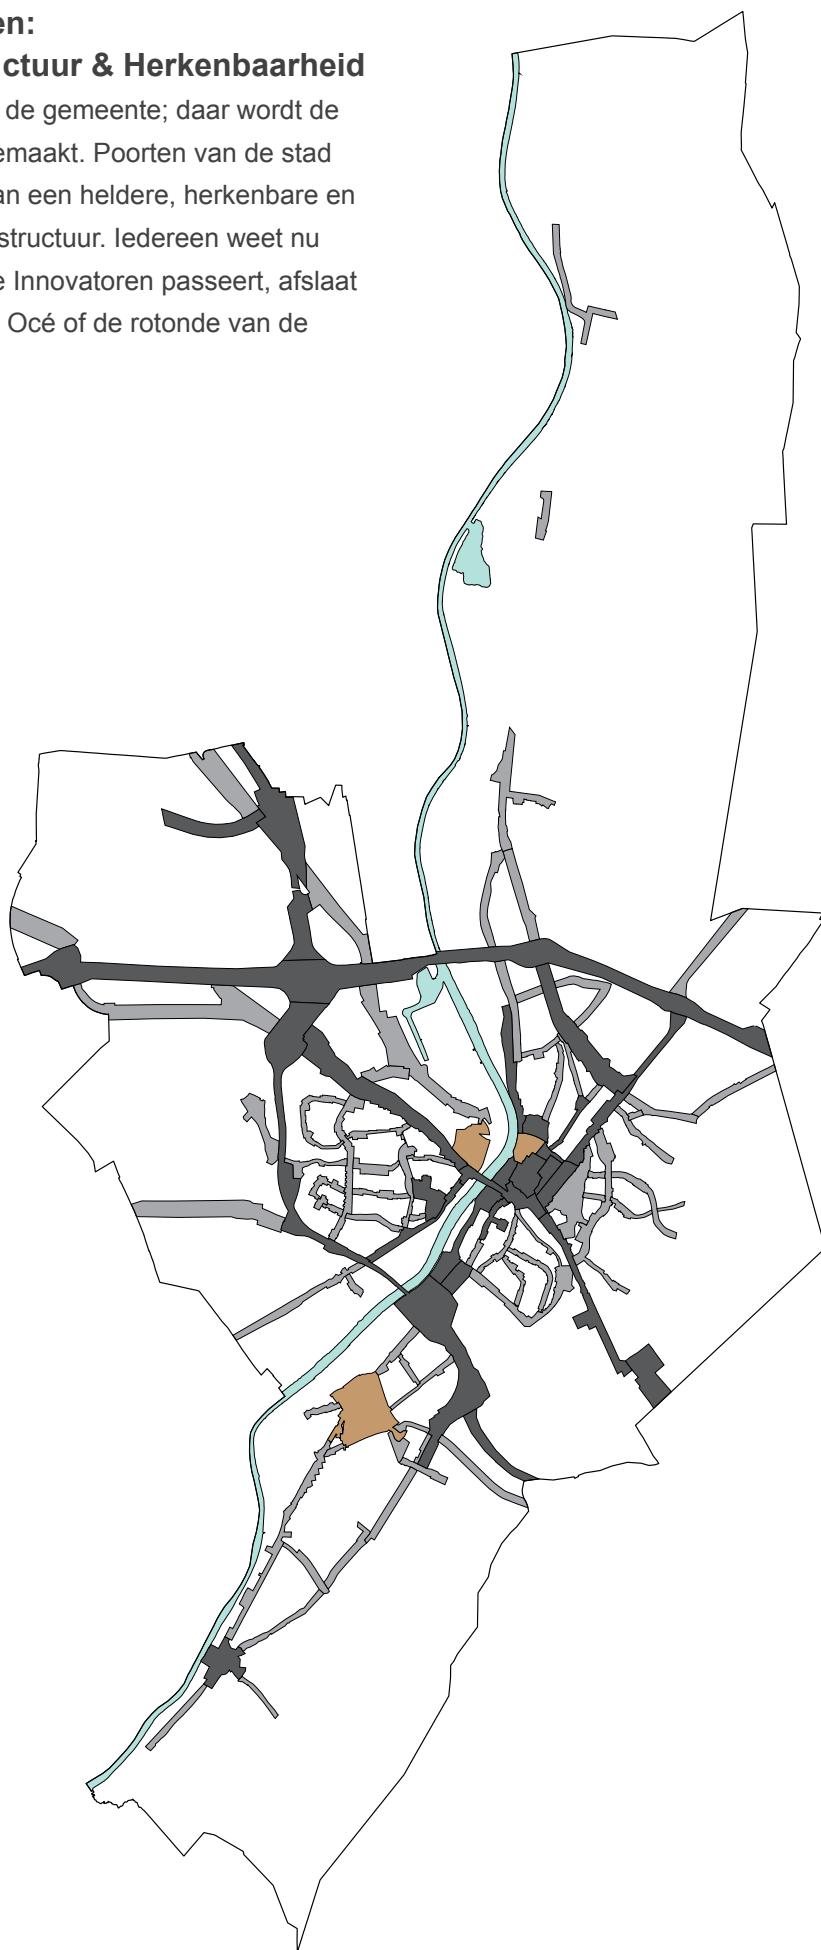 en:
ctuur & Herkenbaarheid
de gemeente; daar wordt de
emaakt. Poorten van de stad
an een heldere, herkenbare en
structuur. Iedereen weet nu
e Innovatoren passeert, afslaat
Océ of de rotonde van de